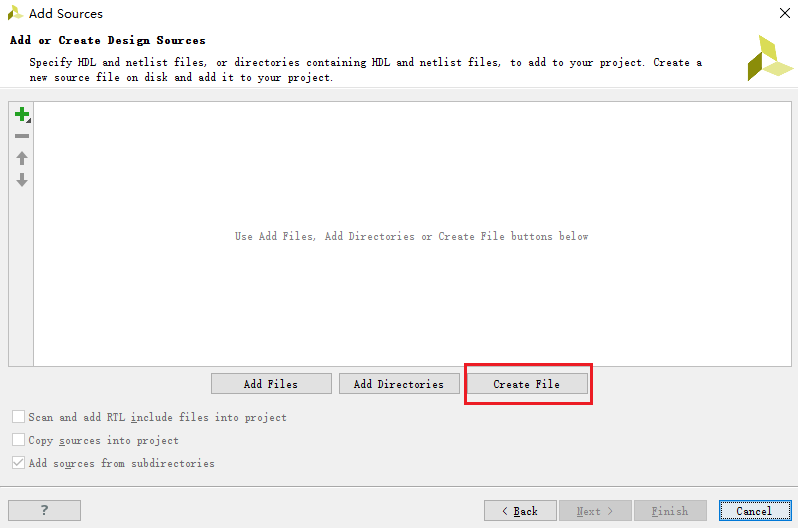 Add Sources
Add or Create Design Sources
Specify HDL and netlist files, or directories containing HDL and netlist files, to add to your project. Create a
new source file on disk and add it to your project.
Use Add Files, Add Directories or Create File buttons below
Add Files Add Directories Create File
Scan and add RTL include files into project
Copy sources into project
Add sources from subdirectories
? < Back Next > Finish Cancel